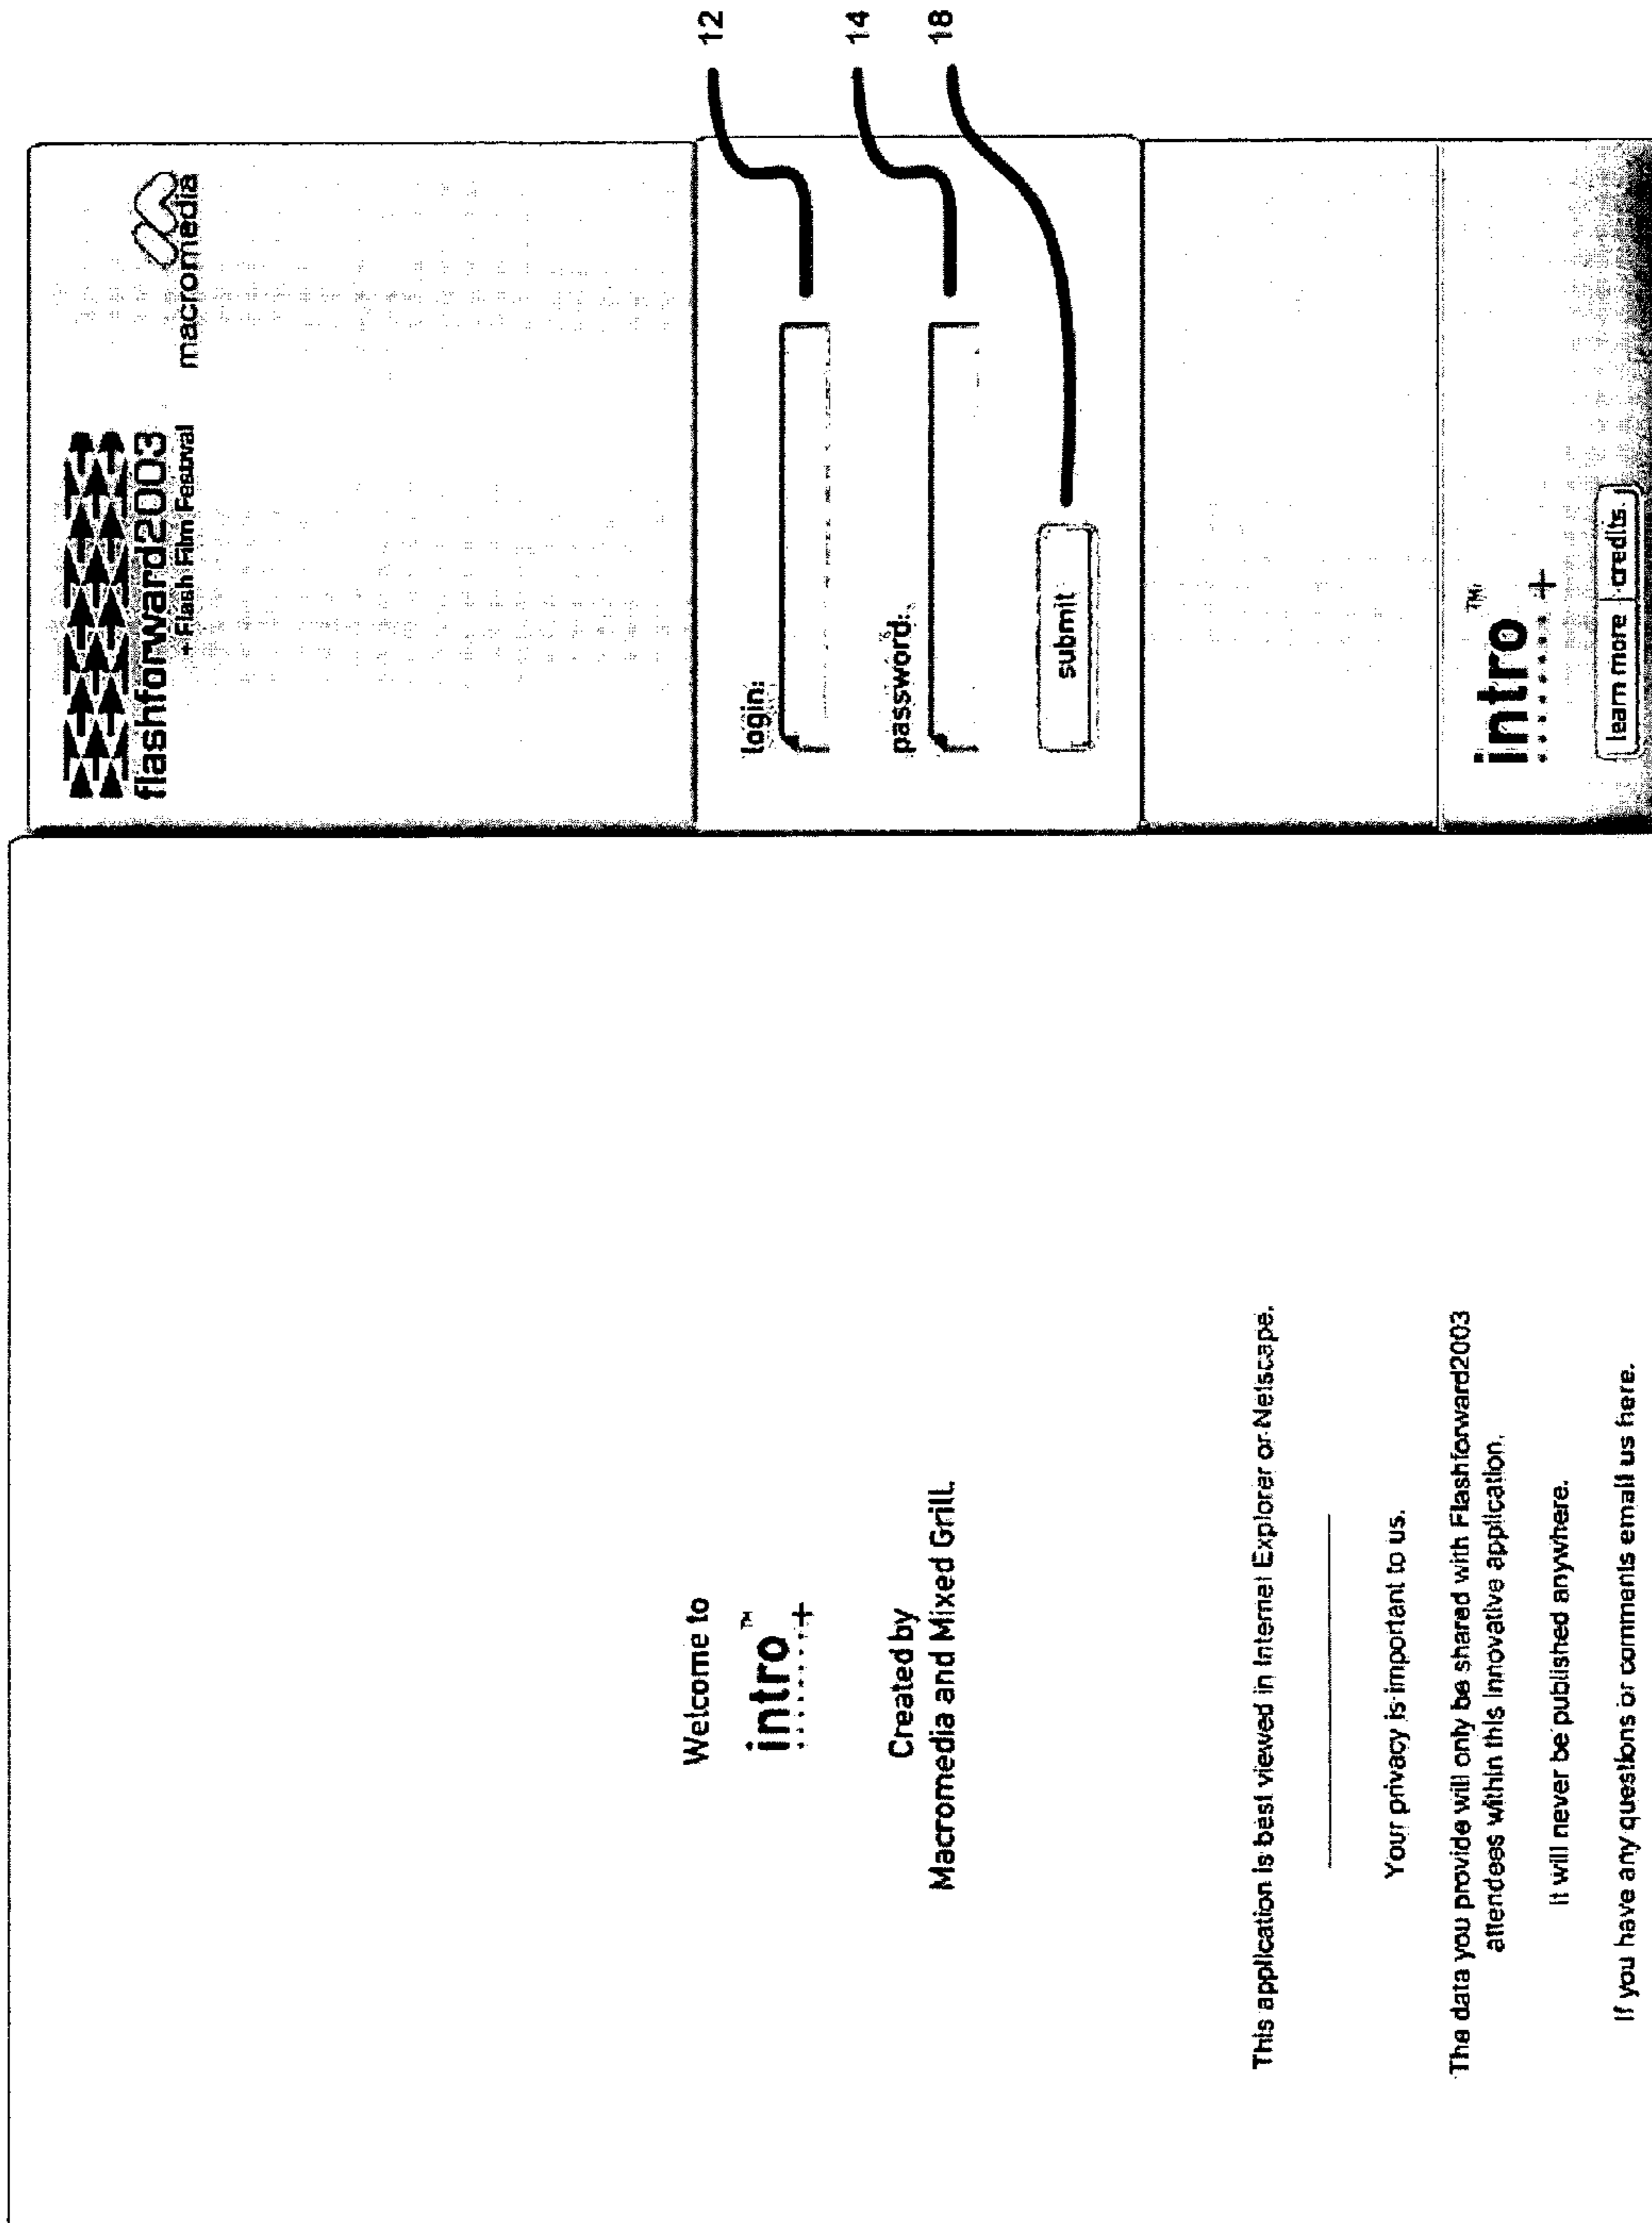 Welcome to
intro™
+
Created by
Macromedia and Mixed Grill.
This application is best viewed in Internet Explorer or Netscape.
Your privacy is important to us.
The data you provide will only be shared with Flashforward2003
attendees within this innovative application.
It will never be published anywhere.
If you have any questions or comments email us here.
flashforward2003
+ Flash Film Festival
macromedia
login:
12
password:
14
submit
18
intro™
+
learn more credits